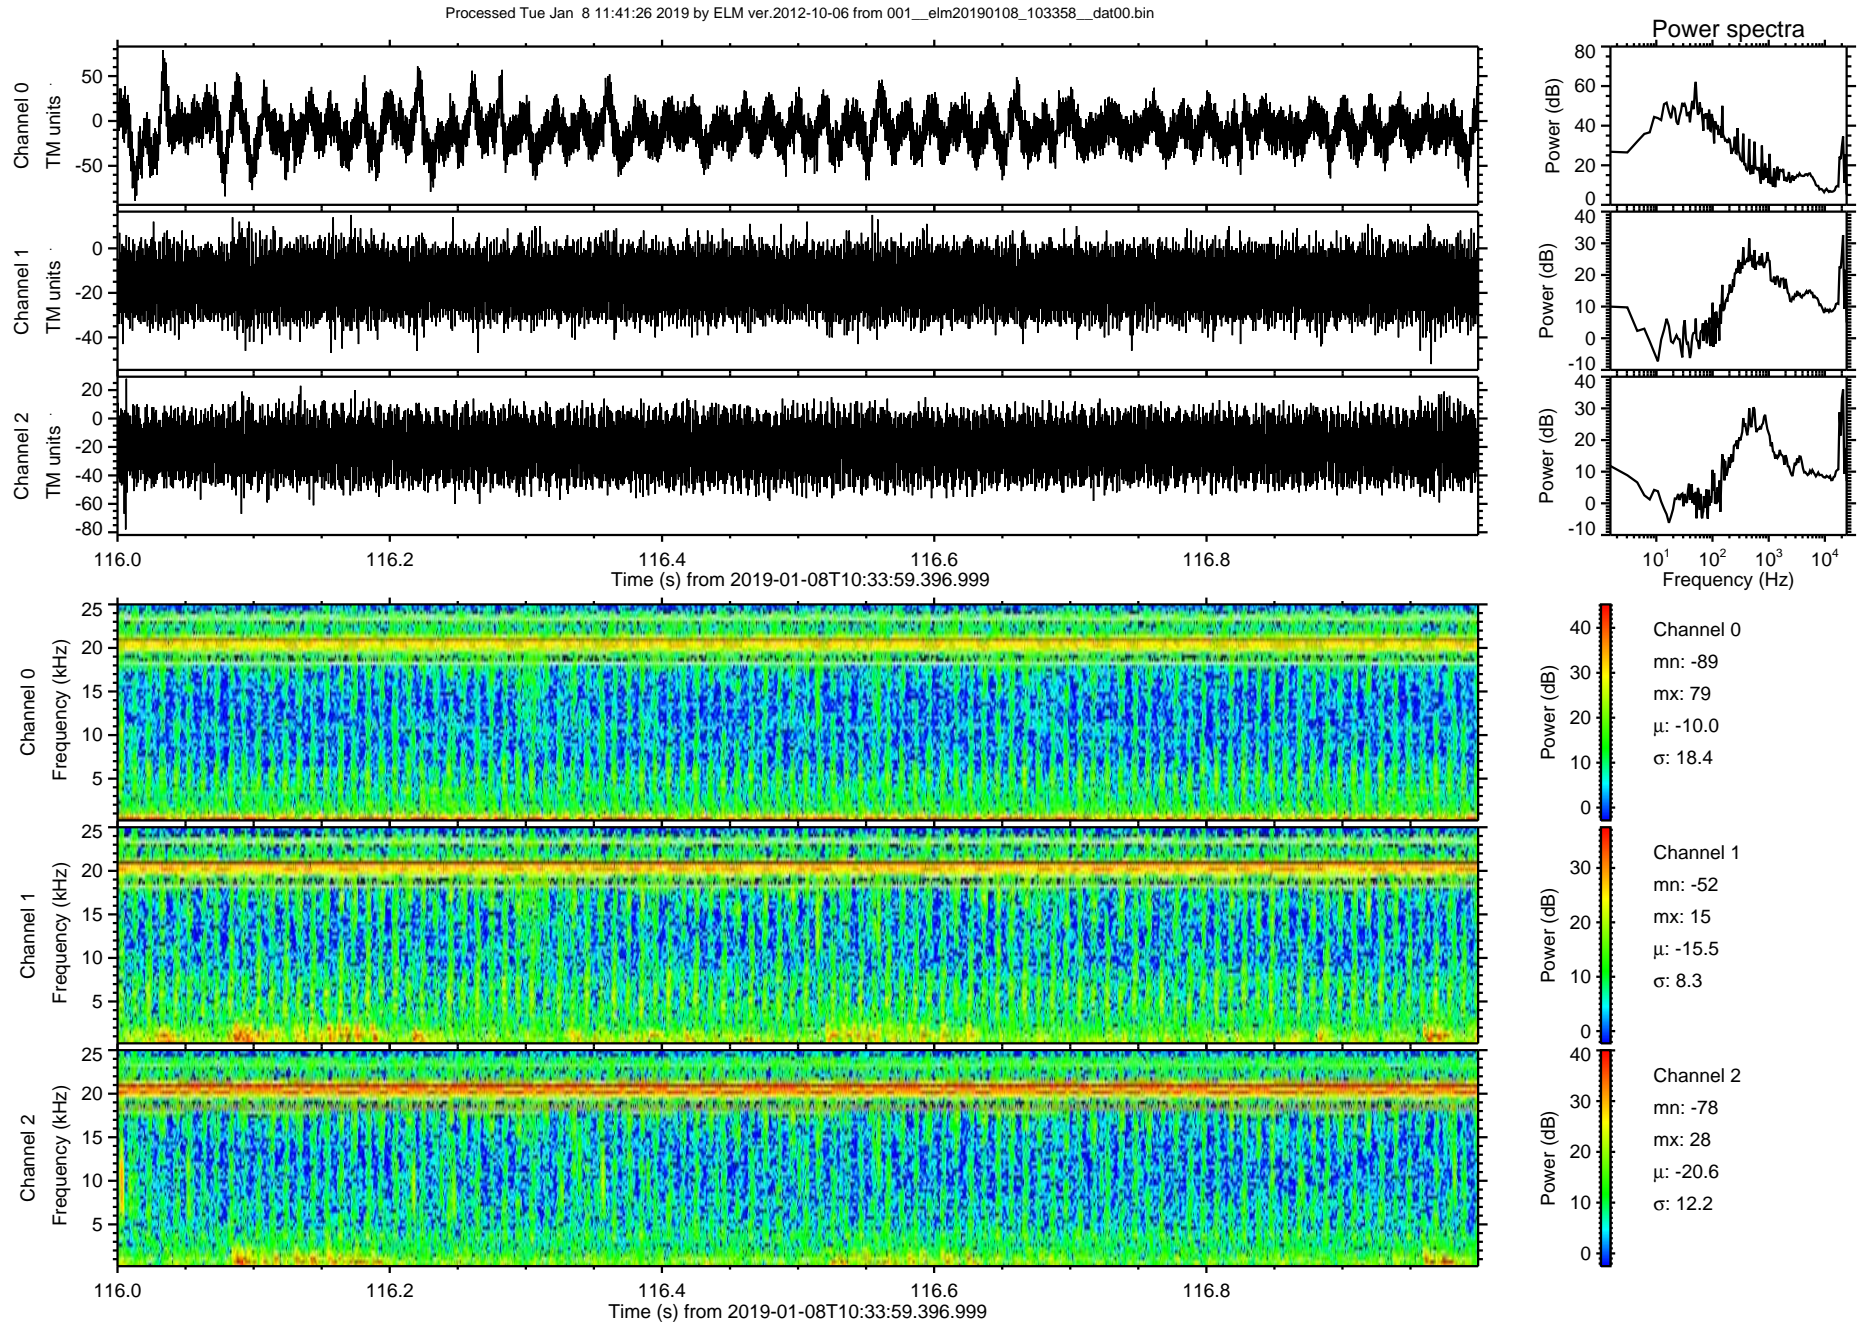 Processed Tue Jan  8 11:41:26 2019 by ELM ver.2012-10-06 from 001__elm20190108_103358__dat00.bin
Power spectra
Channel 0
TM units
50
0
-50
Power (dB)
80
60
40
20
0
Channel 1
TM units
0
-20
-40
Power (dB)
40
30
20
10
0
-10
Channel 2
TM units
20
0
-20
-40
-60
-80
Power (dB)
40
30
20
10
0
-10
116.0 116.2 116.4 116.6 116.8
Time (s) from 2019-01-08T10:33:59.396.999
10^1 10^2 10^3 10^4
Frequency (Hz)
Channel 0
Frequency (kHz)
25
20
15
10
5
Power (dB)
40
30
20
10
0
Channel 0
mn: -89
mx: 79
μ: -10.0
σ: 18.4
Channel 1
Frequency (kHz)
25
20
15
10
5
Power (dB)
30
20
10
0
Channel 1
mn: -52
mx: 15
μ: -15.5
σ: 8.3
Channel 2
Frequency (kHz)
25
20
15
10
5
Power (dB)
40
30
20
10
0
Channel 2
mn: -78
mx: 28
μ: -20.6
σ: 12.2
116.0 116.2 116.4 116.6 116.8
Time (s) from 2019-01-08T10:33:59.396.999